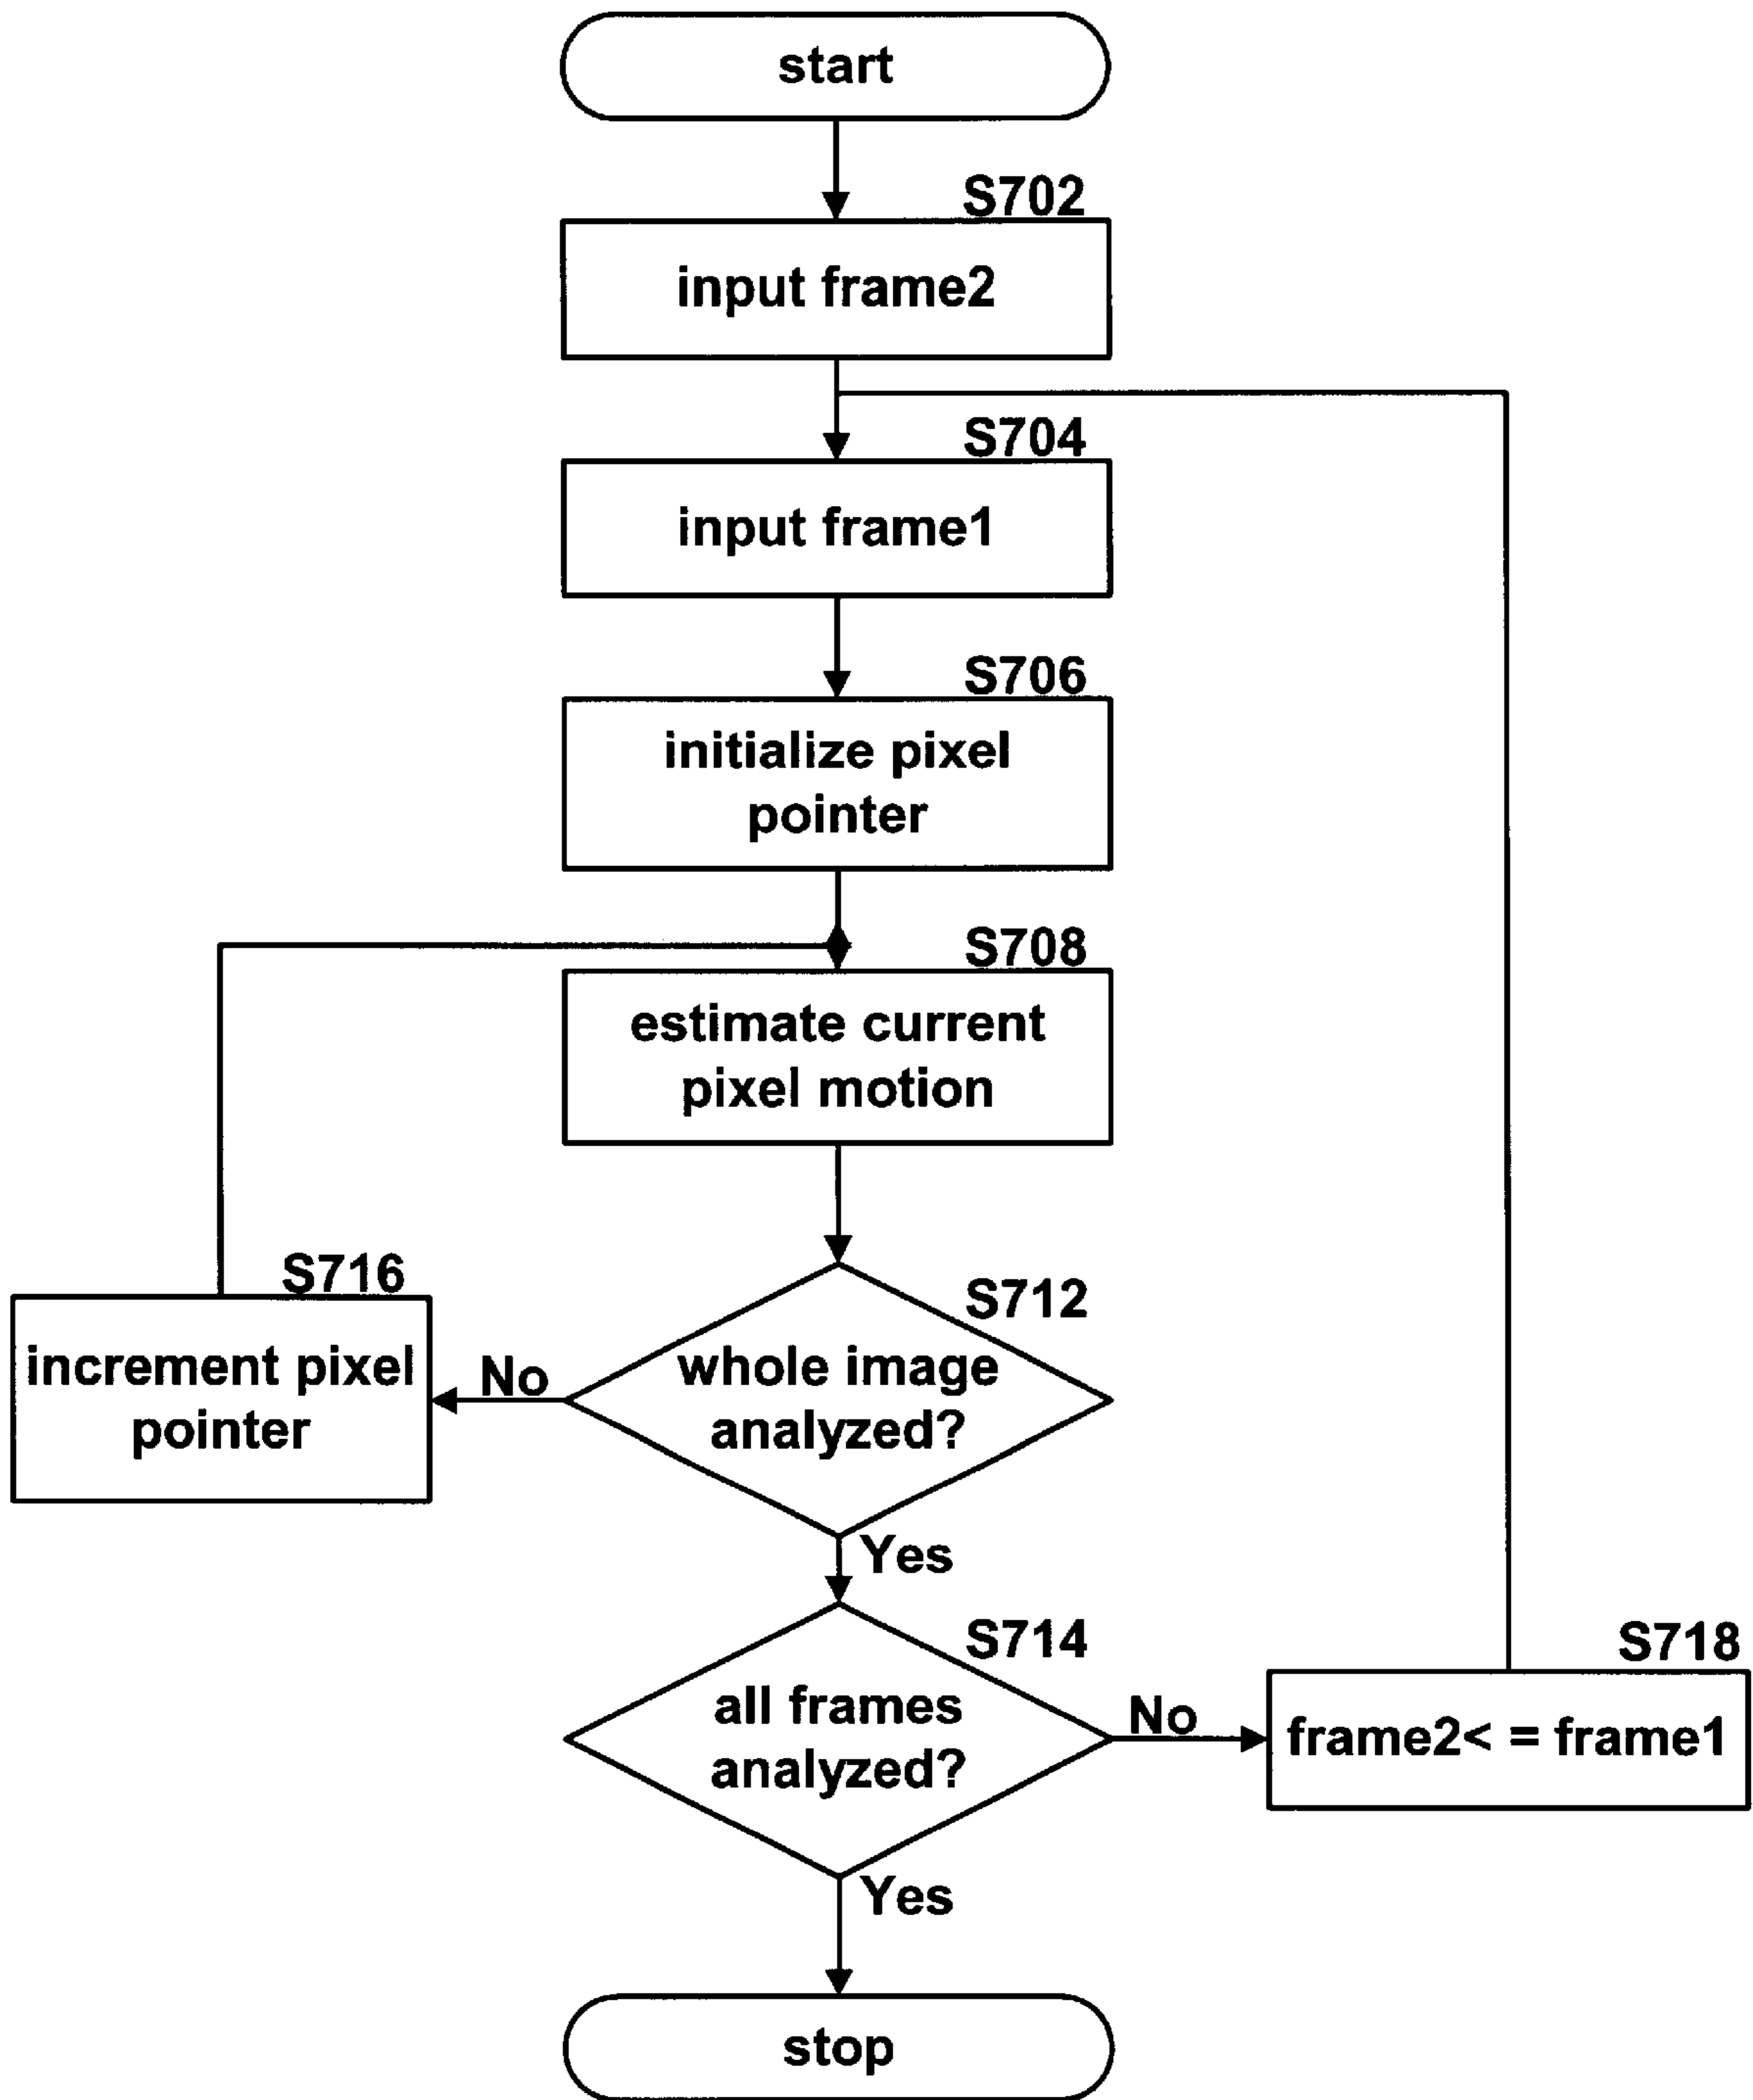 start
S702
input frame2
S704
input frame1
S706
initialize pixel
pointer
S708
estimate current
pixel motion
S716
increment pixel
pointer
No
S712
whole image
analyzed?
Yes
S714
all frames
analyzed?
No
S718
frame2< = frame1
Yes
stop